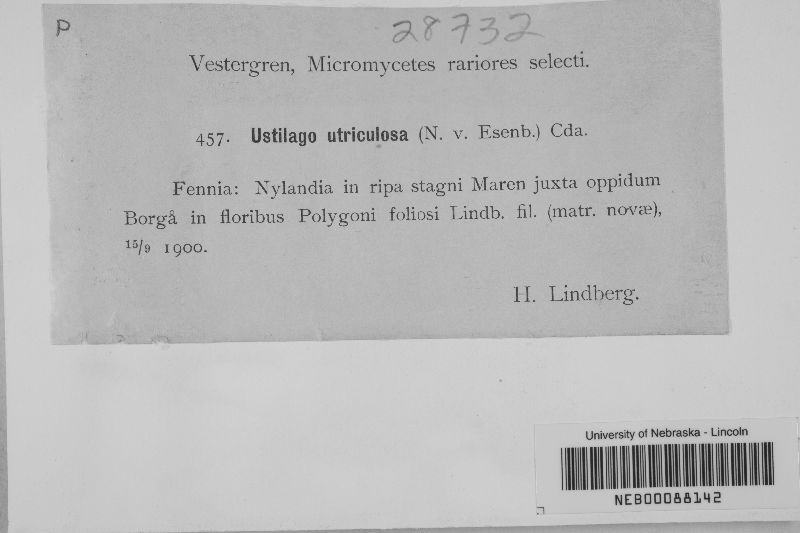 P
28732
Vestergren, Micromycetes rariores selecti.
457. Ustilago utriculosa (N. v. Esenb.) Cda.
Fennia: Nylandia in ripa stagni Maren juxta oppidum
Borgå in floribus Polygoni foliosi Lindb. fil. (matr. novæ),
15/9 1900.
H. Lindberg.
University of Nebraska - Lincoln
NEB00088142